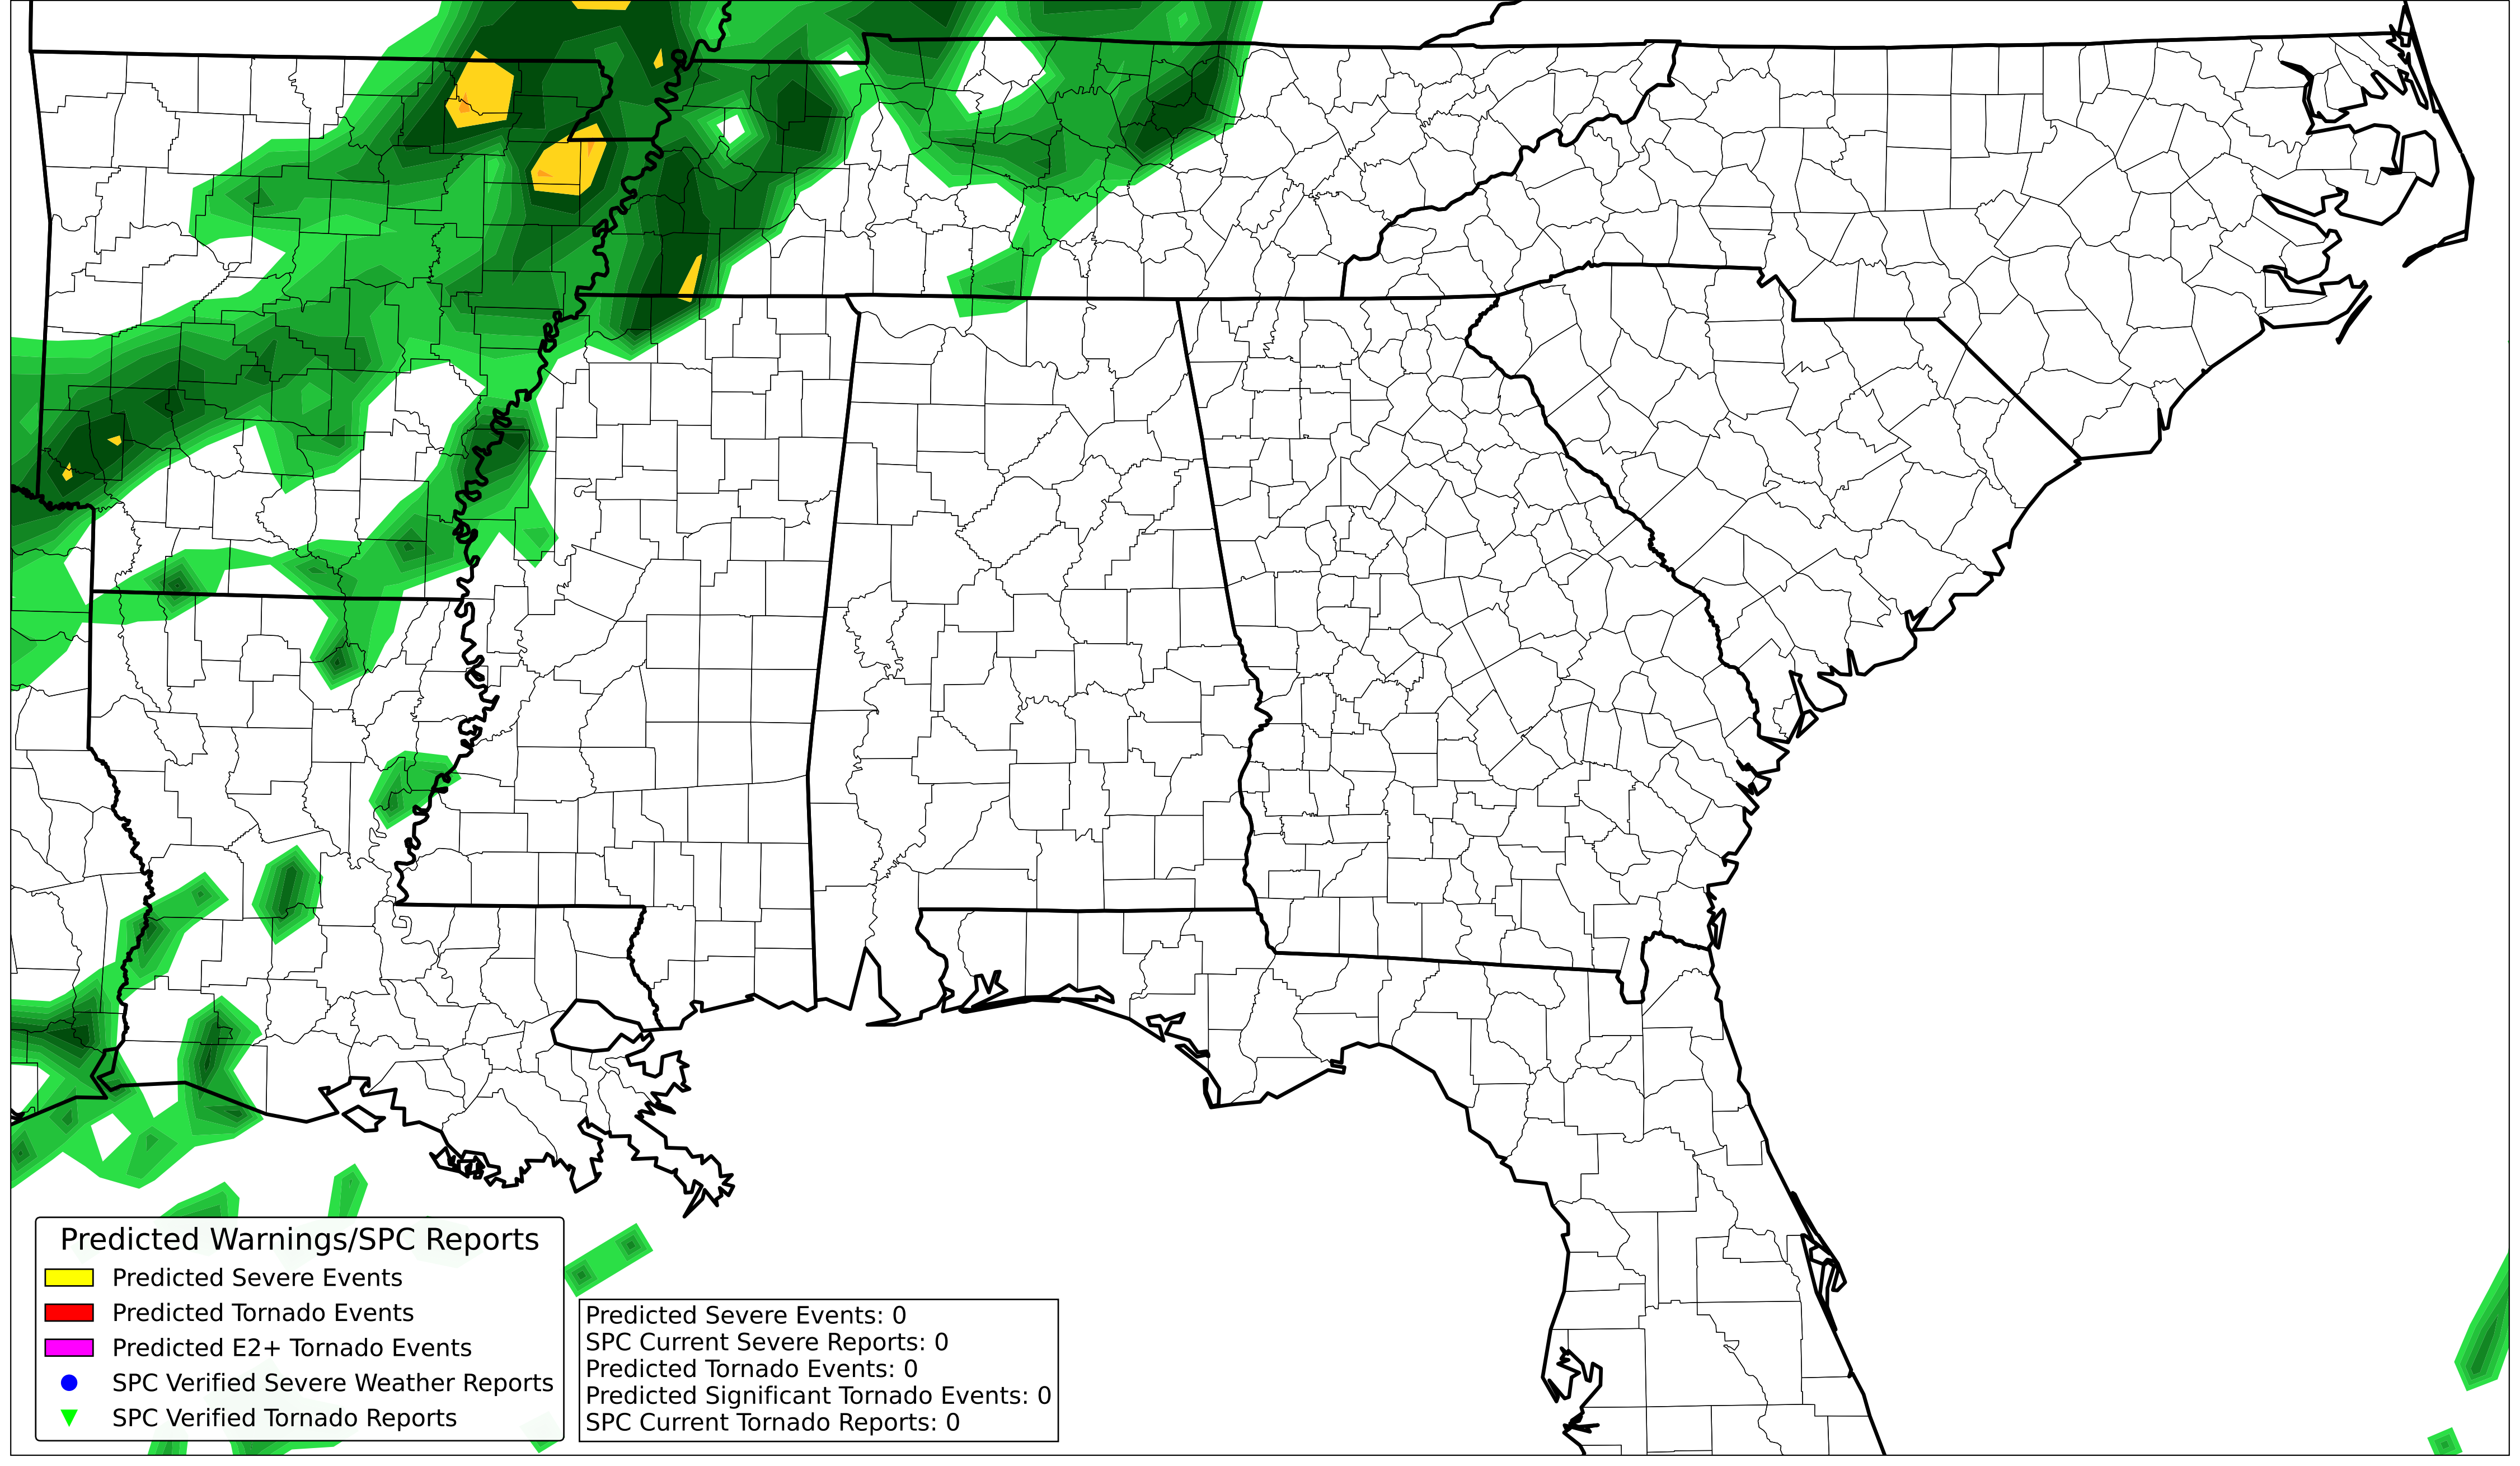 Predicted Warnings/SPC Reports
Predicted Severe Events
Predicted Tornado Events
Predicted E2+ Tornado Events
SPC Verified Severe Weather Reports
SPC Verified Tornado Reports
Predicted Severe Events: 0
SPC Current Severe Reports: 0
Predicted Tornado Events: 0
Predicted Significant Tornado Events: 0
SPC Current Tornado Reports: 0